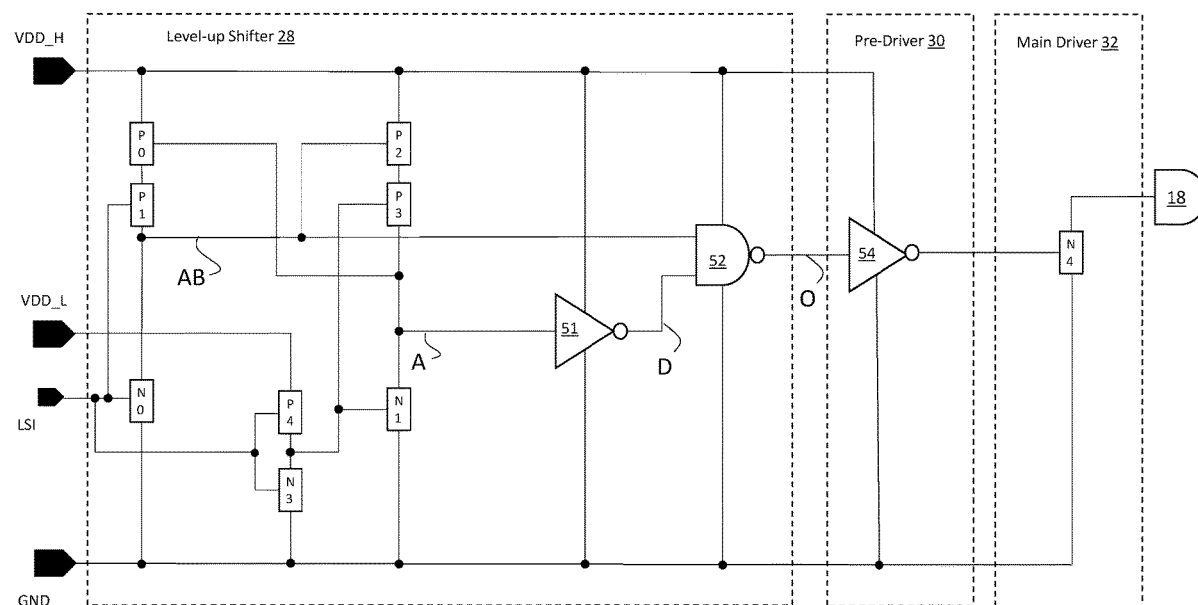 Level-up Shifter 28
Pre-Driver 30
Main Driver 32
VDD_H
P
0
P
2
P
1
P
3
18
52
54
N
4
AB
O
VDD_L
51
A
D
N
0
P
4
N
1
LSI
N
3
GND